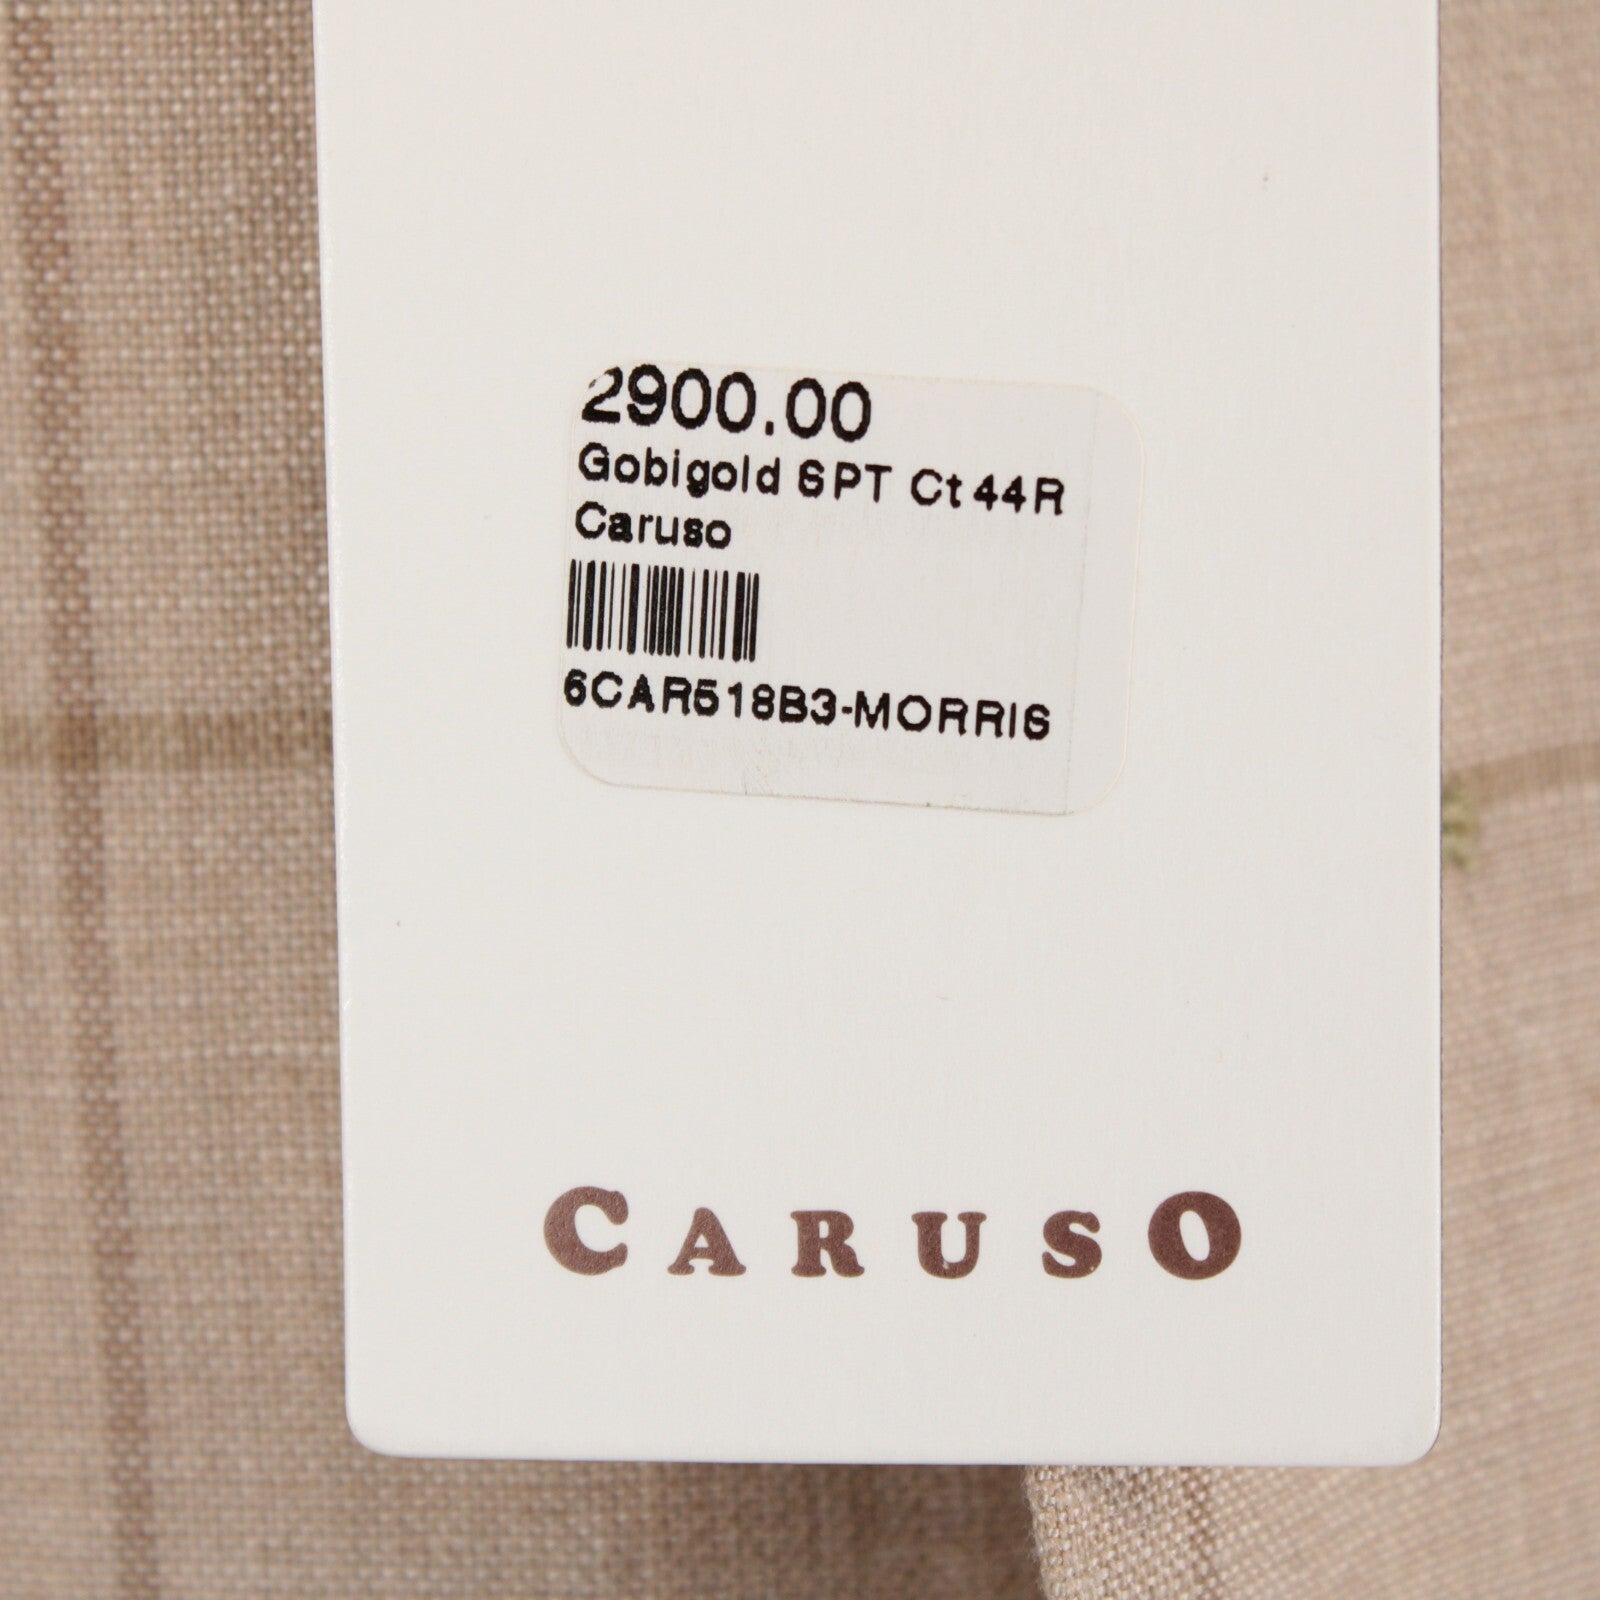 2900.00
Gobigold SPT Ct 44R
Caruso
6CAR518B3-MORRIS
CARUSO